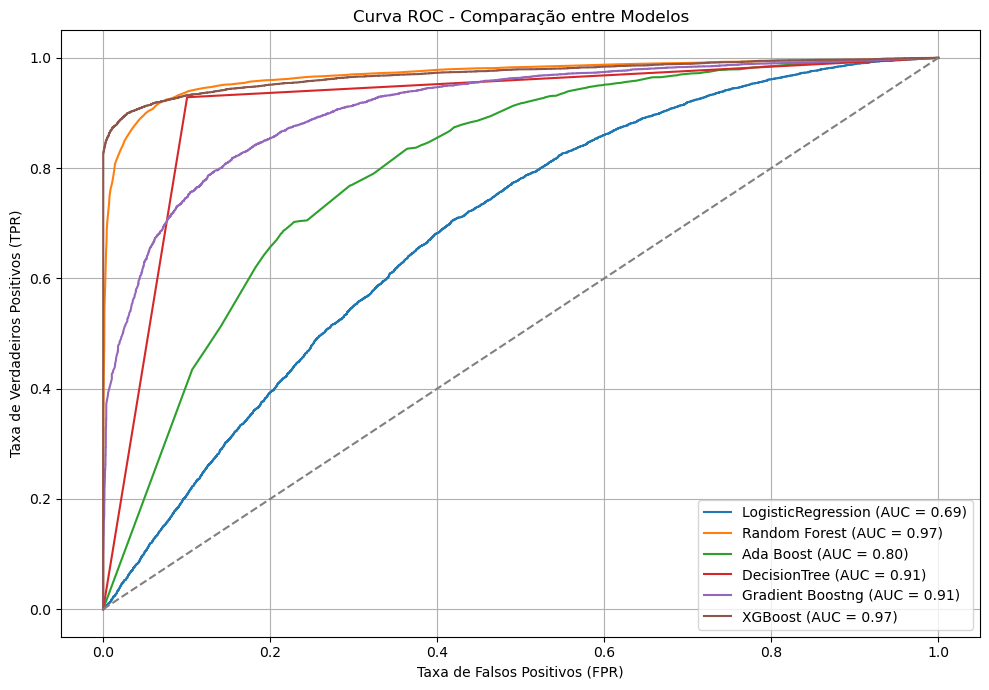 Curva ROC - Comparação entre Modelos
Taxa de Verdadeiros Positivos (TPR)
1.0
0.8
0.6
0.4
0.2
0.0
LogisticRegression (AUC = 0.69)
Random Forest (AUC = 0.97)
Ada Boost (AUC = 0.80)
DecisionTree (AUC = 0.91)
Gradient Boostng (AUC = 0.91)
XGBoost (AUC = 0.97)
0.0 0.2 0.4 0.6 0.8 1.0
Taxa de Falsos Positivos (FPR)